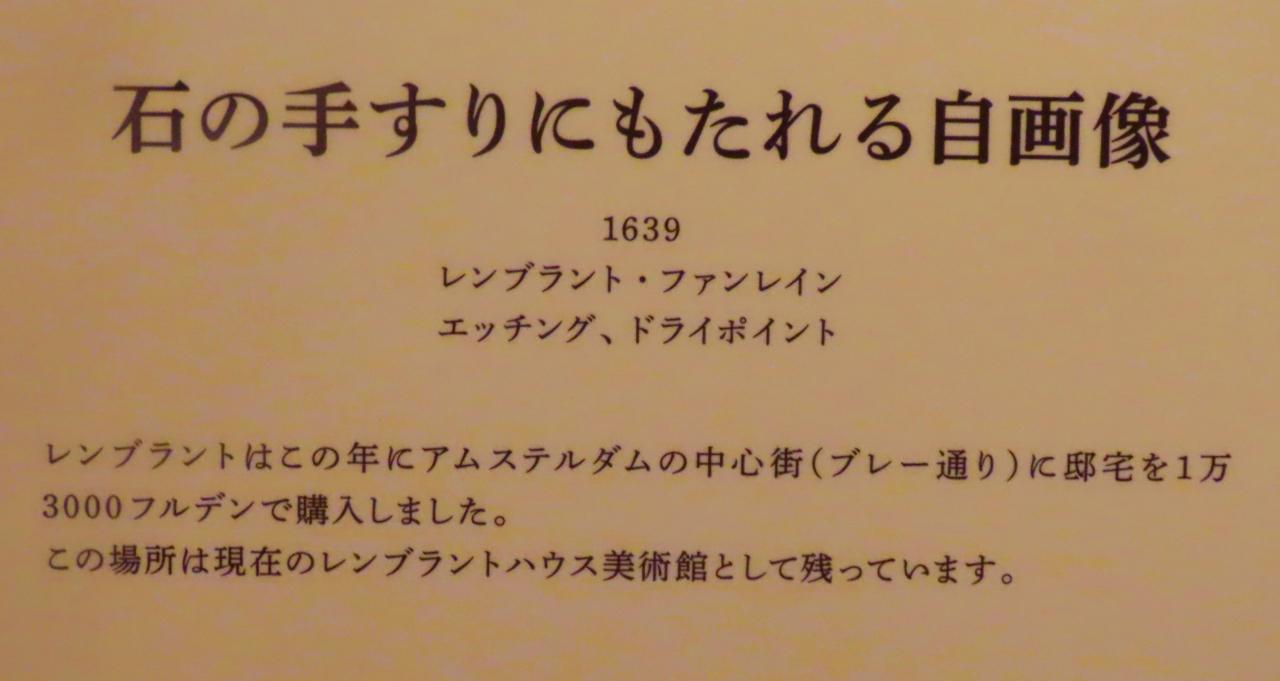 石の手すりにもたれる自画像
1639
レンブラント・ファンレイン
エッチング、ドライポイント
レンブラントはこの年にアムステルダムの中心街(ブレー通り)に邸宅を1万
3000フルデンで購入しました。
この場所は現在のレンブラントハウス美術館として残っています。